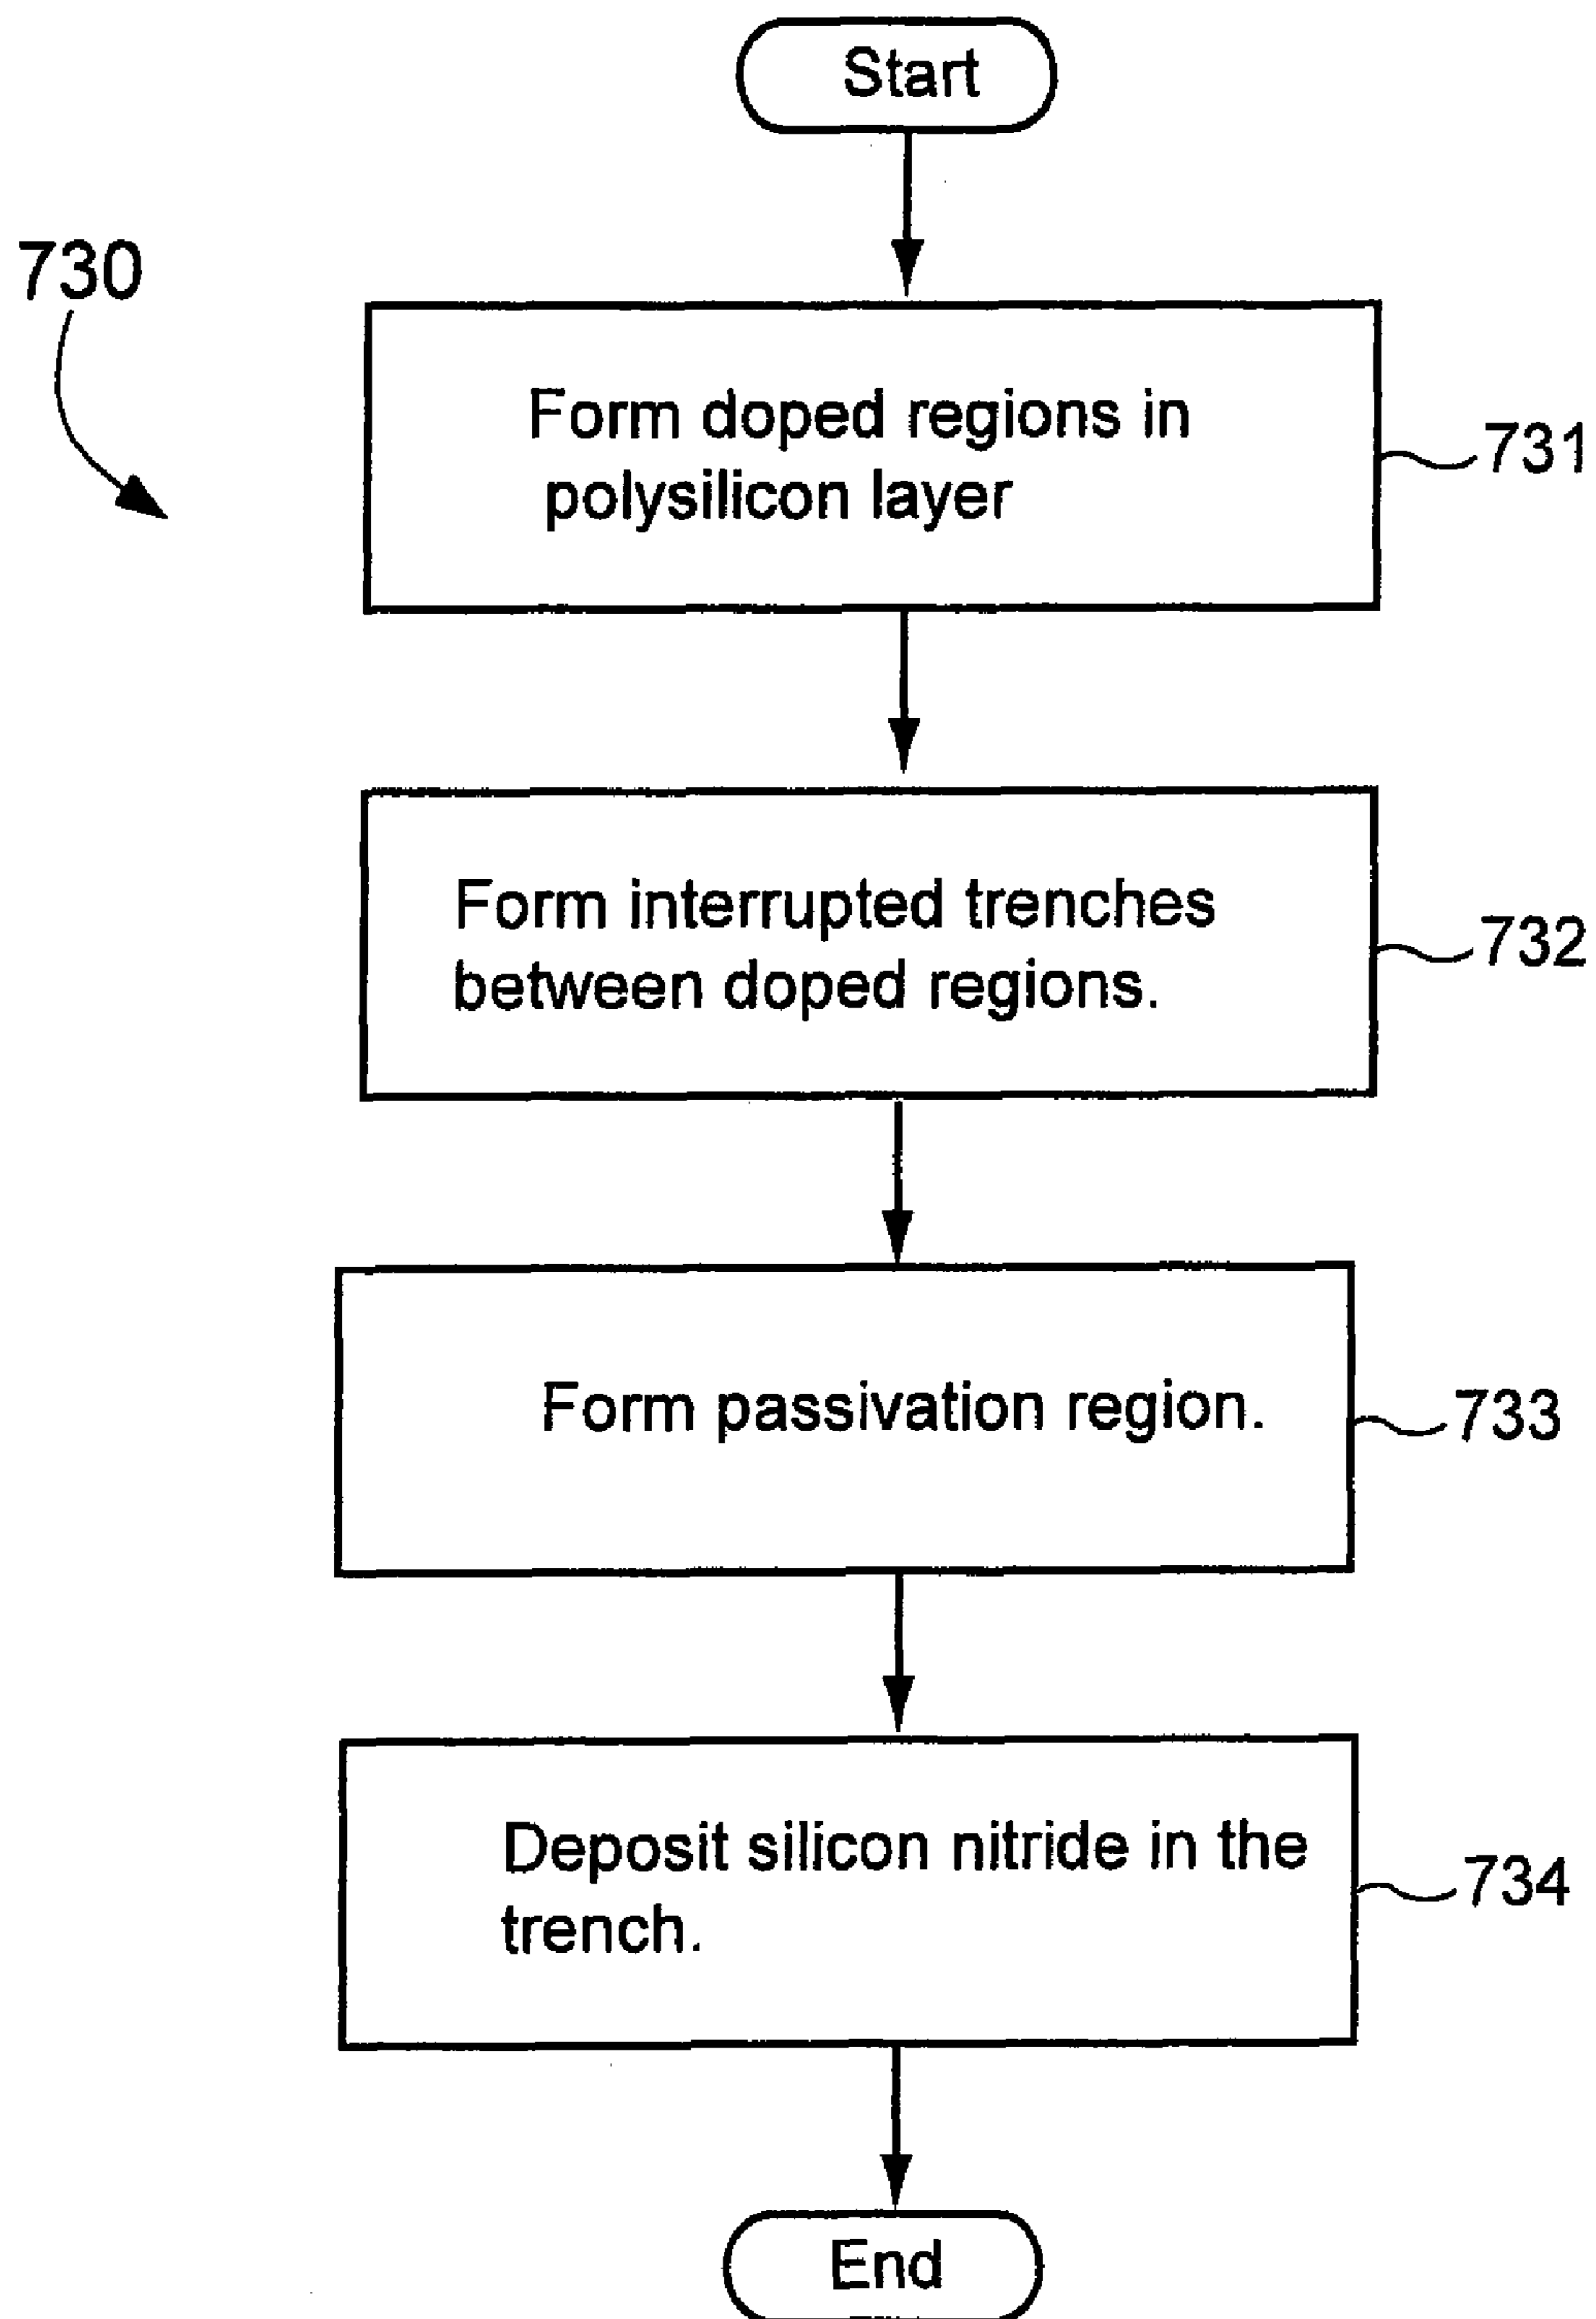 Start
730
Form doped regions in
polysilicon layer
731
Form interrupted trenches
between doped regions.
732
Form passivation region.
733
Deposit silicon nitride in the
trench.
734
End